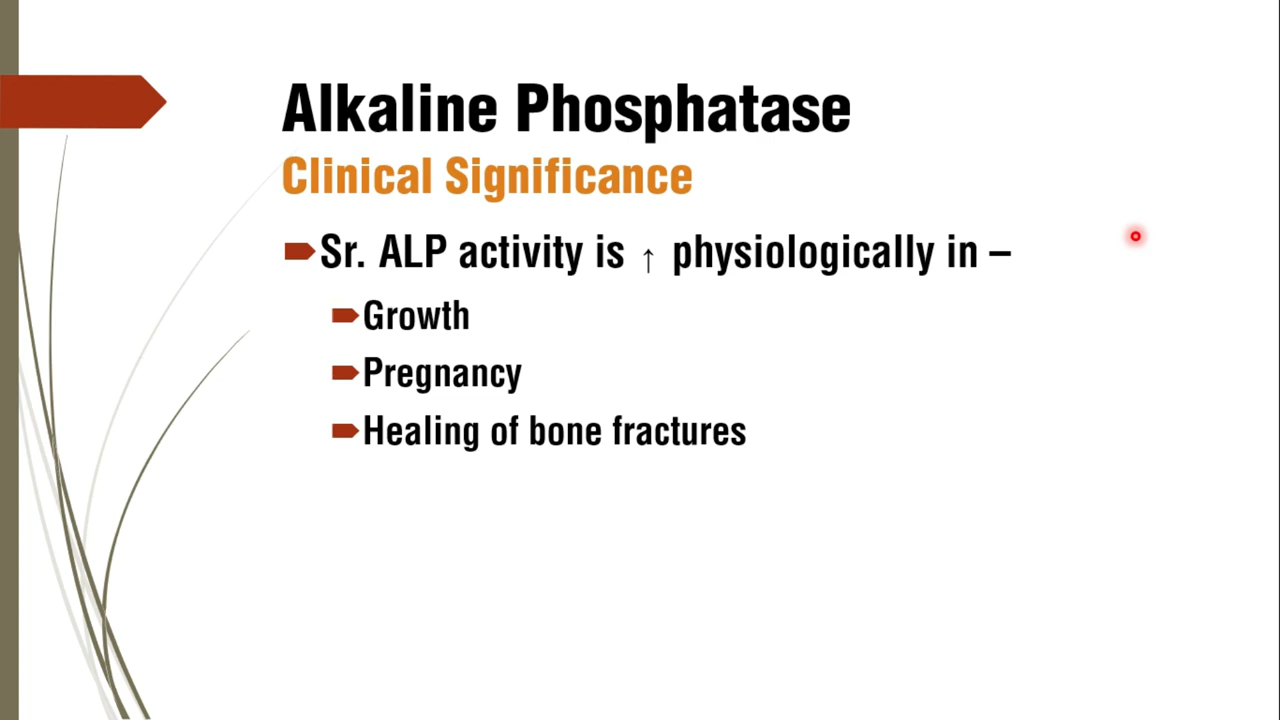 Alkaline Phosphatase
Clinical Significance
Sr. ALP activity is ↑ physiologically in –
Growth
Pregnancy
Healing of bone fractures